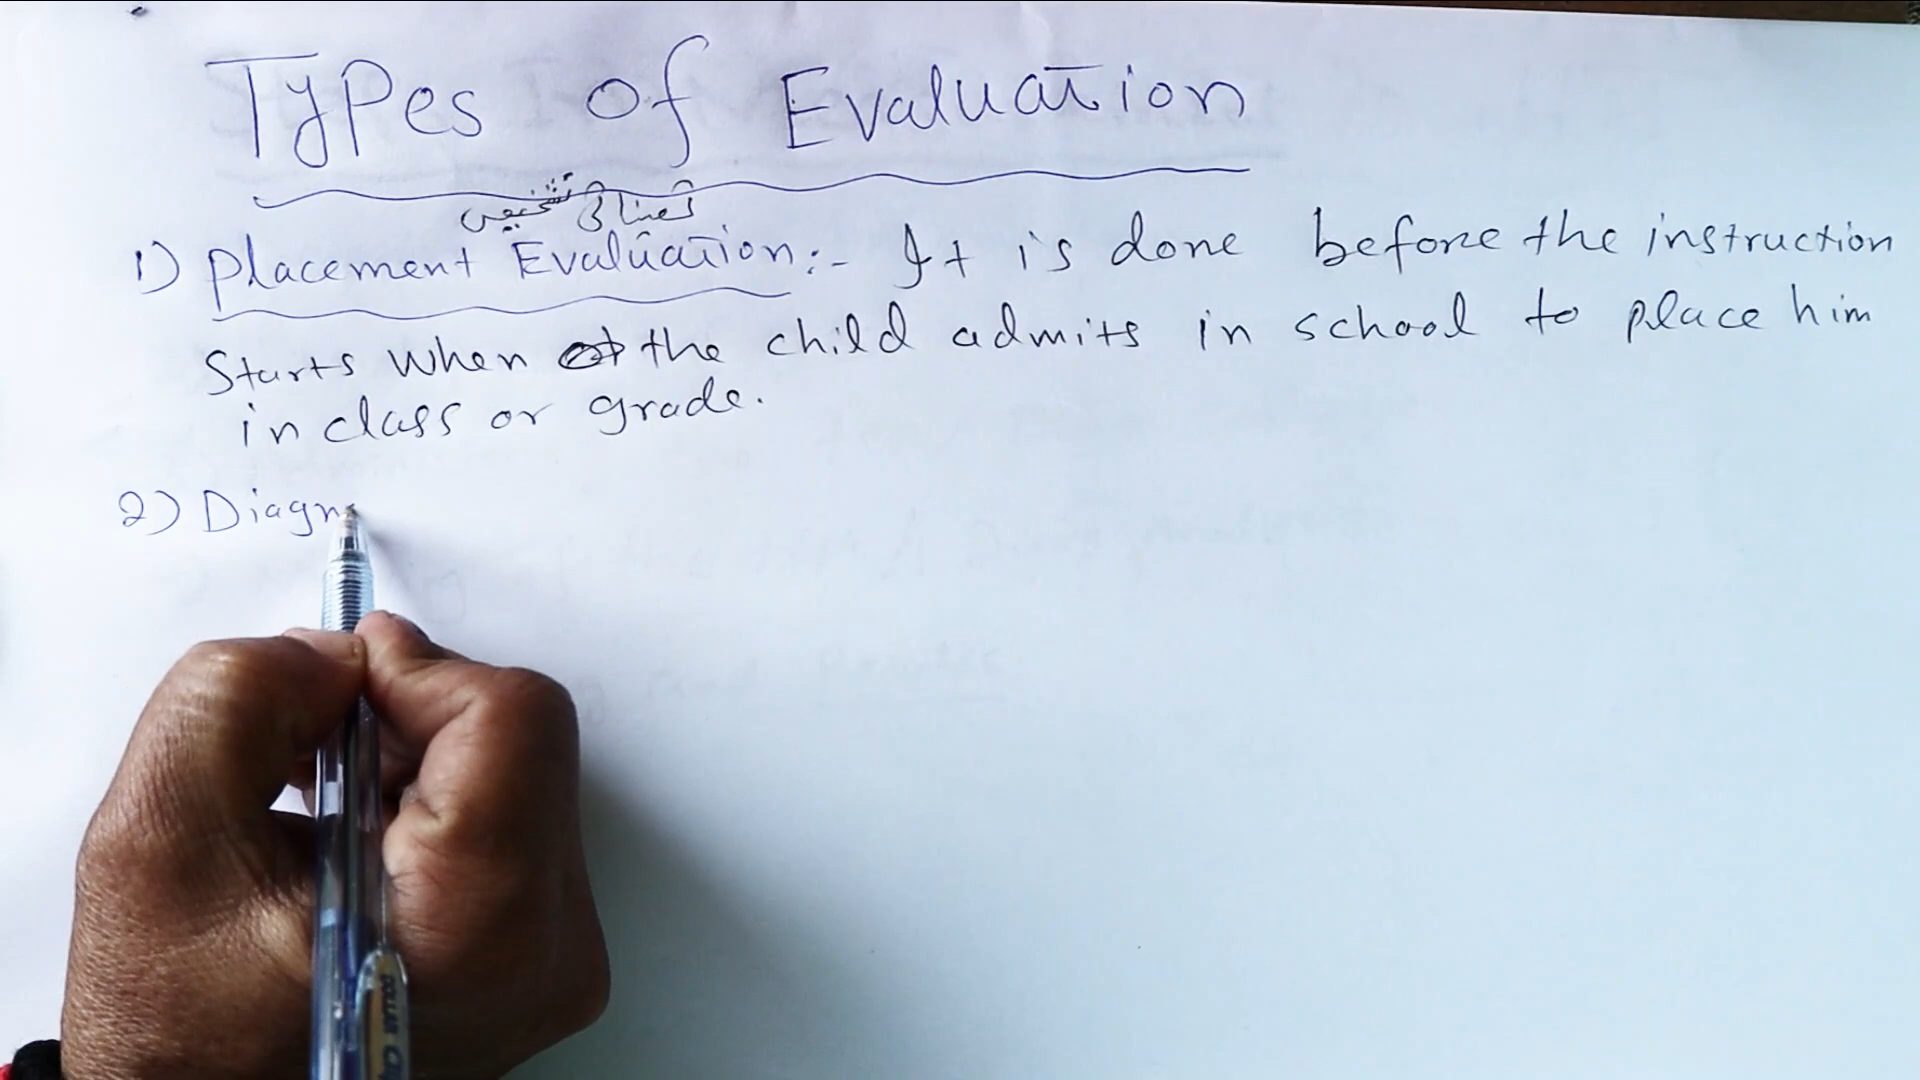 Types of Evaluation
تعیناتی تشخیص
1) Placement Evaluation:- It is done before the instruction
Starts when the child admits in school to place him
in class or grade.
2) Diagn
DOLLAR